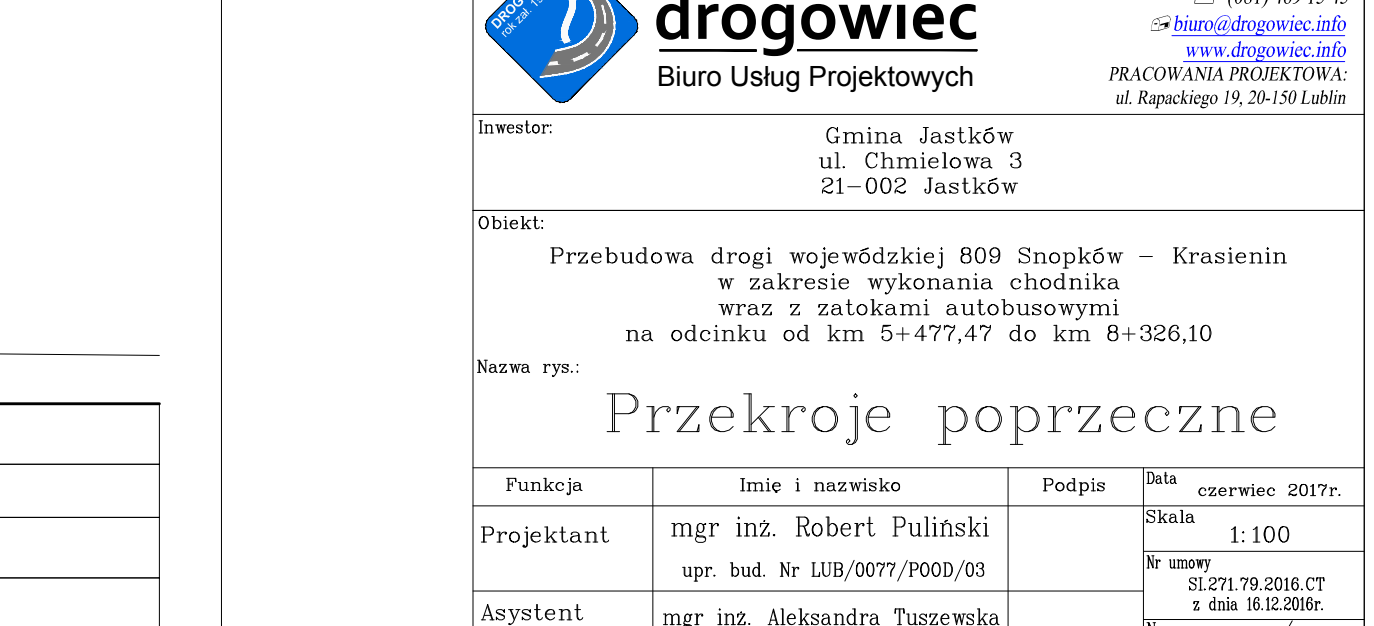 DROG
rok zał. 19
drogowiec
Biuro Usług Projektowych
biuro@drogowiec.info
www.drogowiec.info
PRACOWANIA PROJEKTOWA:
ul. Rapackiego 19, 20-150 Lublin
Inwestor:
Gmina Jastków
ul. Chmielowa 3
21-002 Jastków
Obiekt:
Przebudowa drogi wojewódzkiej 809 Snopków – Krasienin
w zakresie wykonania chodnika
wraz z zatokami autobusowymi
na odcinku od km 5+477,47 do km 8+326,10
Nazwa rys.:
Przekroje poprzeczne
Funkcja Imię i nazwisko Podpis Data czerwiec 2017r.
Projektant mgr inż. Robert Puliński
upr. bud. Nr LUB/0077/POOD/03
Skala
1:100
Nr umowy
SI.271.79.2016.CT
z dnia 16.12.2016r.
Asystent mgr inż. Aleksandra Tuszewska